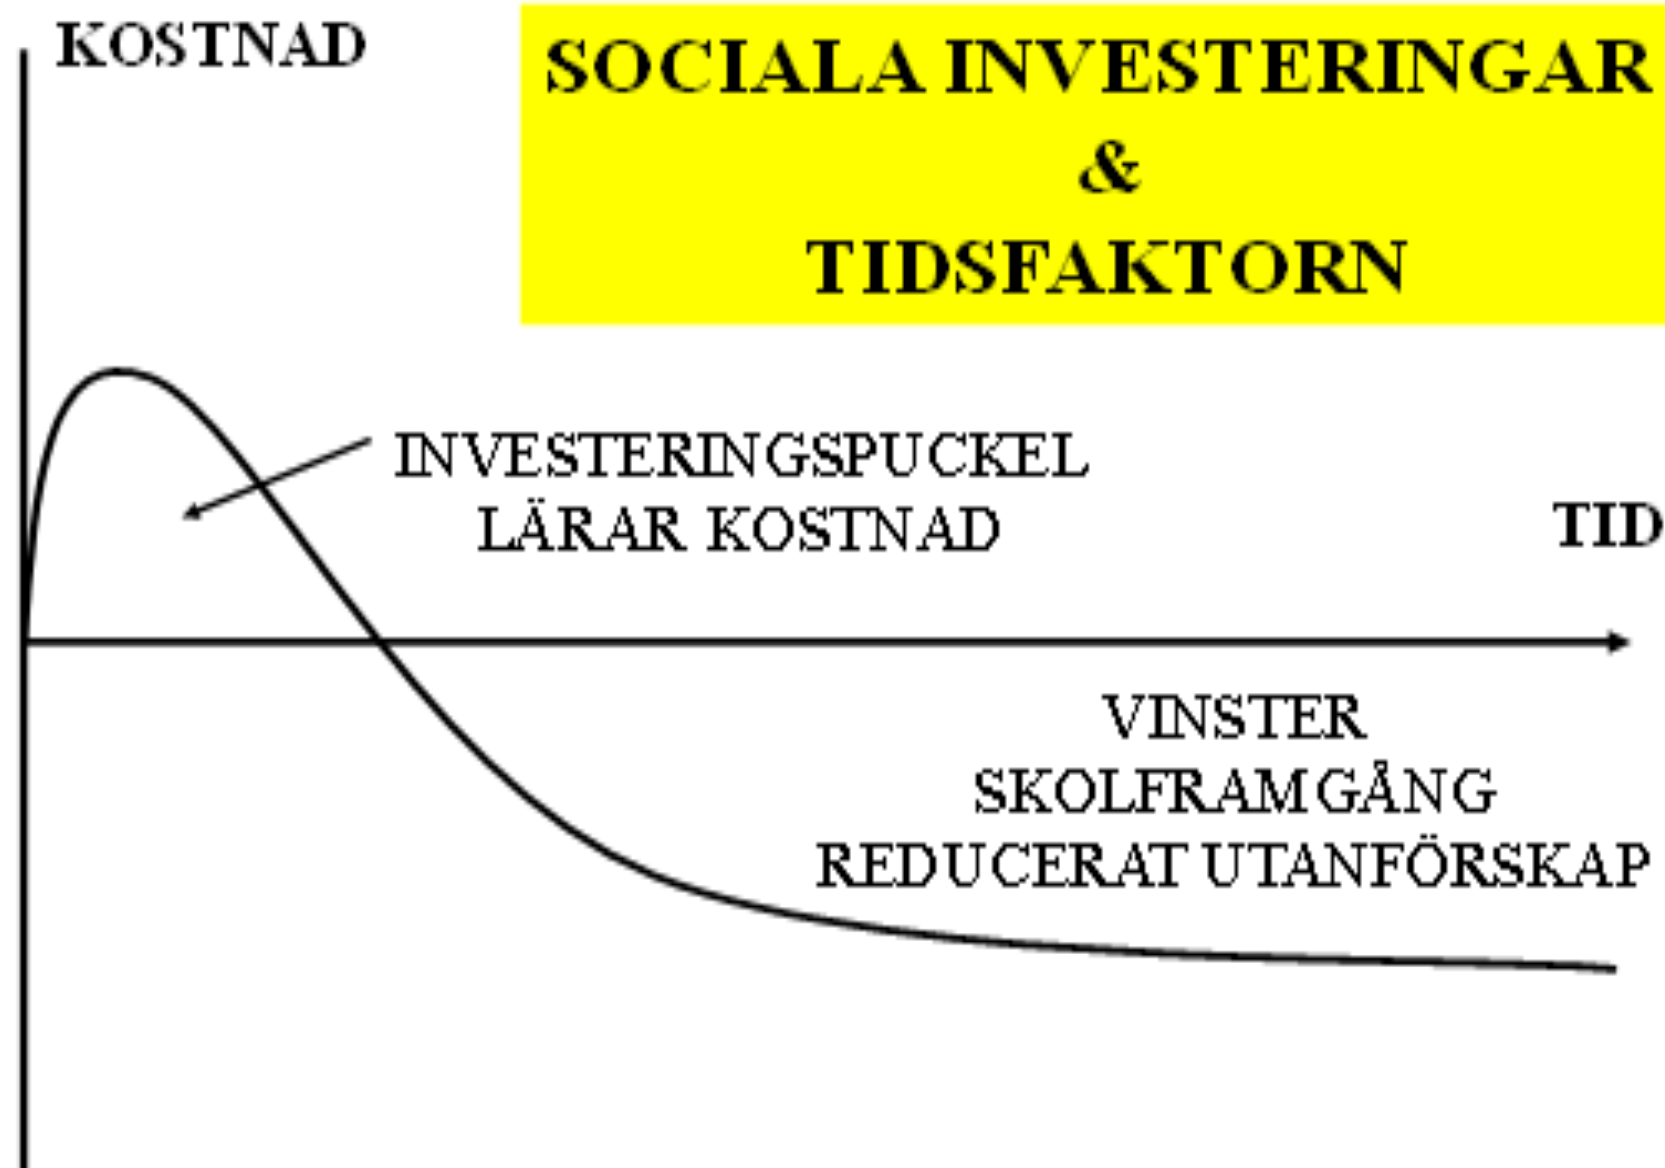 KOSTNAD
SOCIALA INVESTERINGAR
&
TIDSFAKTORN
INVESTERINGSPUCKEL
LÄRAR KOSTNAD
TID
VINSTER
SKOLFRAMGÅNG
REDUCERAT UTANFÖRSKAP